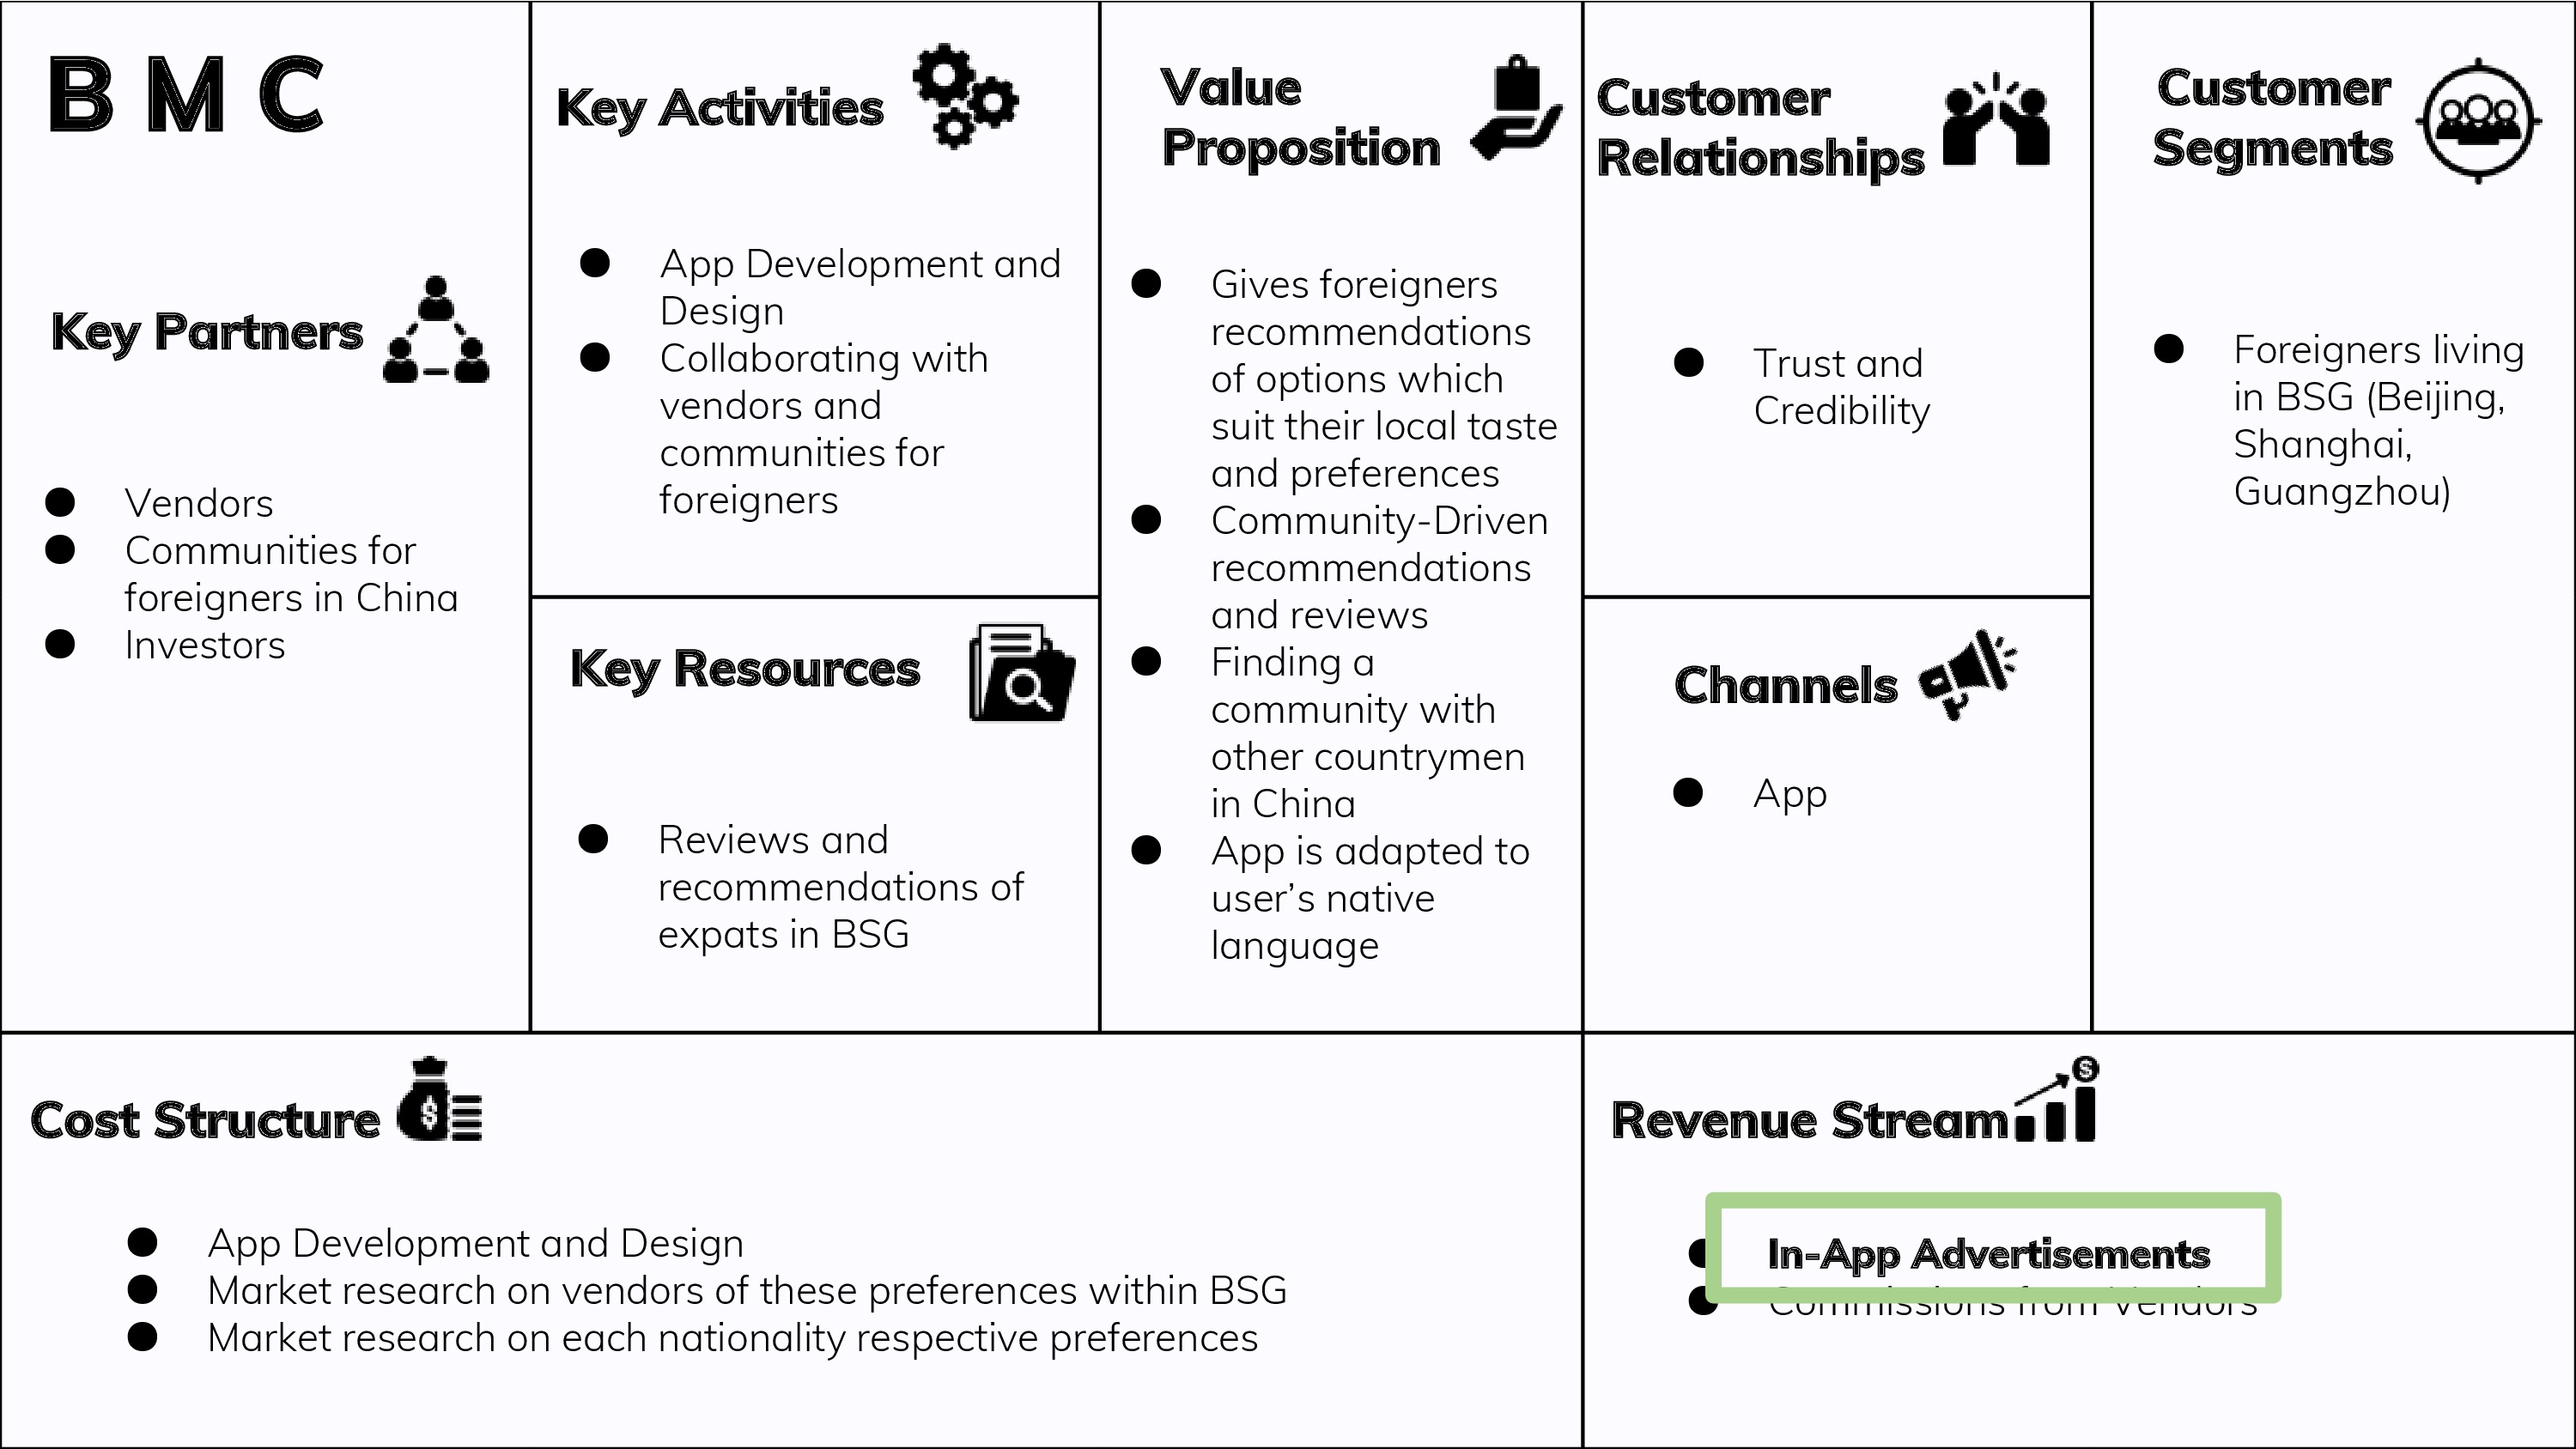 B M C
Key Partners
Vendors
Communities for
foreigners in China
Investors
Key Activities
App Development and
Design
Collaborating with
vendors and
communities for
foreigners
Key Resources
Reviews and
recommendations of
expats in BSG
Value
Proposition
Gives foreigners
recommendations
of options which
suit their local taste
and preferences
Community-Driven
recommendations
and reviews
Finding a
community with
other countrymen
in China
App is adapted to
user’s native
language
Customer
Relationships
Trust and
Credibility
Channels
App
Customer
Segments
Foreigners living
in BSG (Beijing,
Shanghai,
Guangzhou)
Cost Structure
App Development and Design
Market research on vendors of these preferences within BSG
Market research on each nationality respective preferences
Revenue Stream
In-App Advertisements
Commissions from Vendors